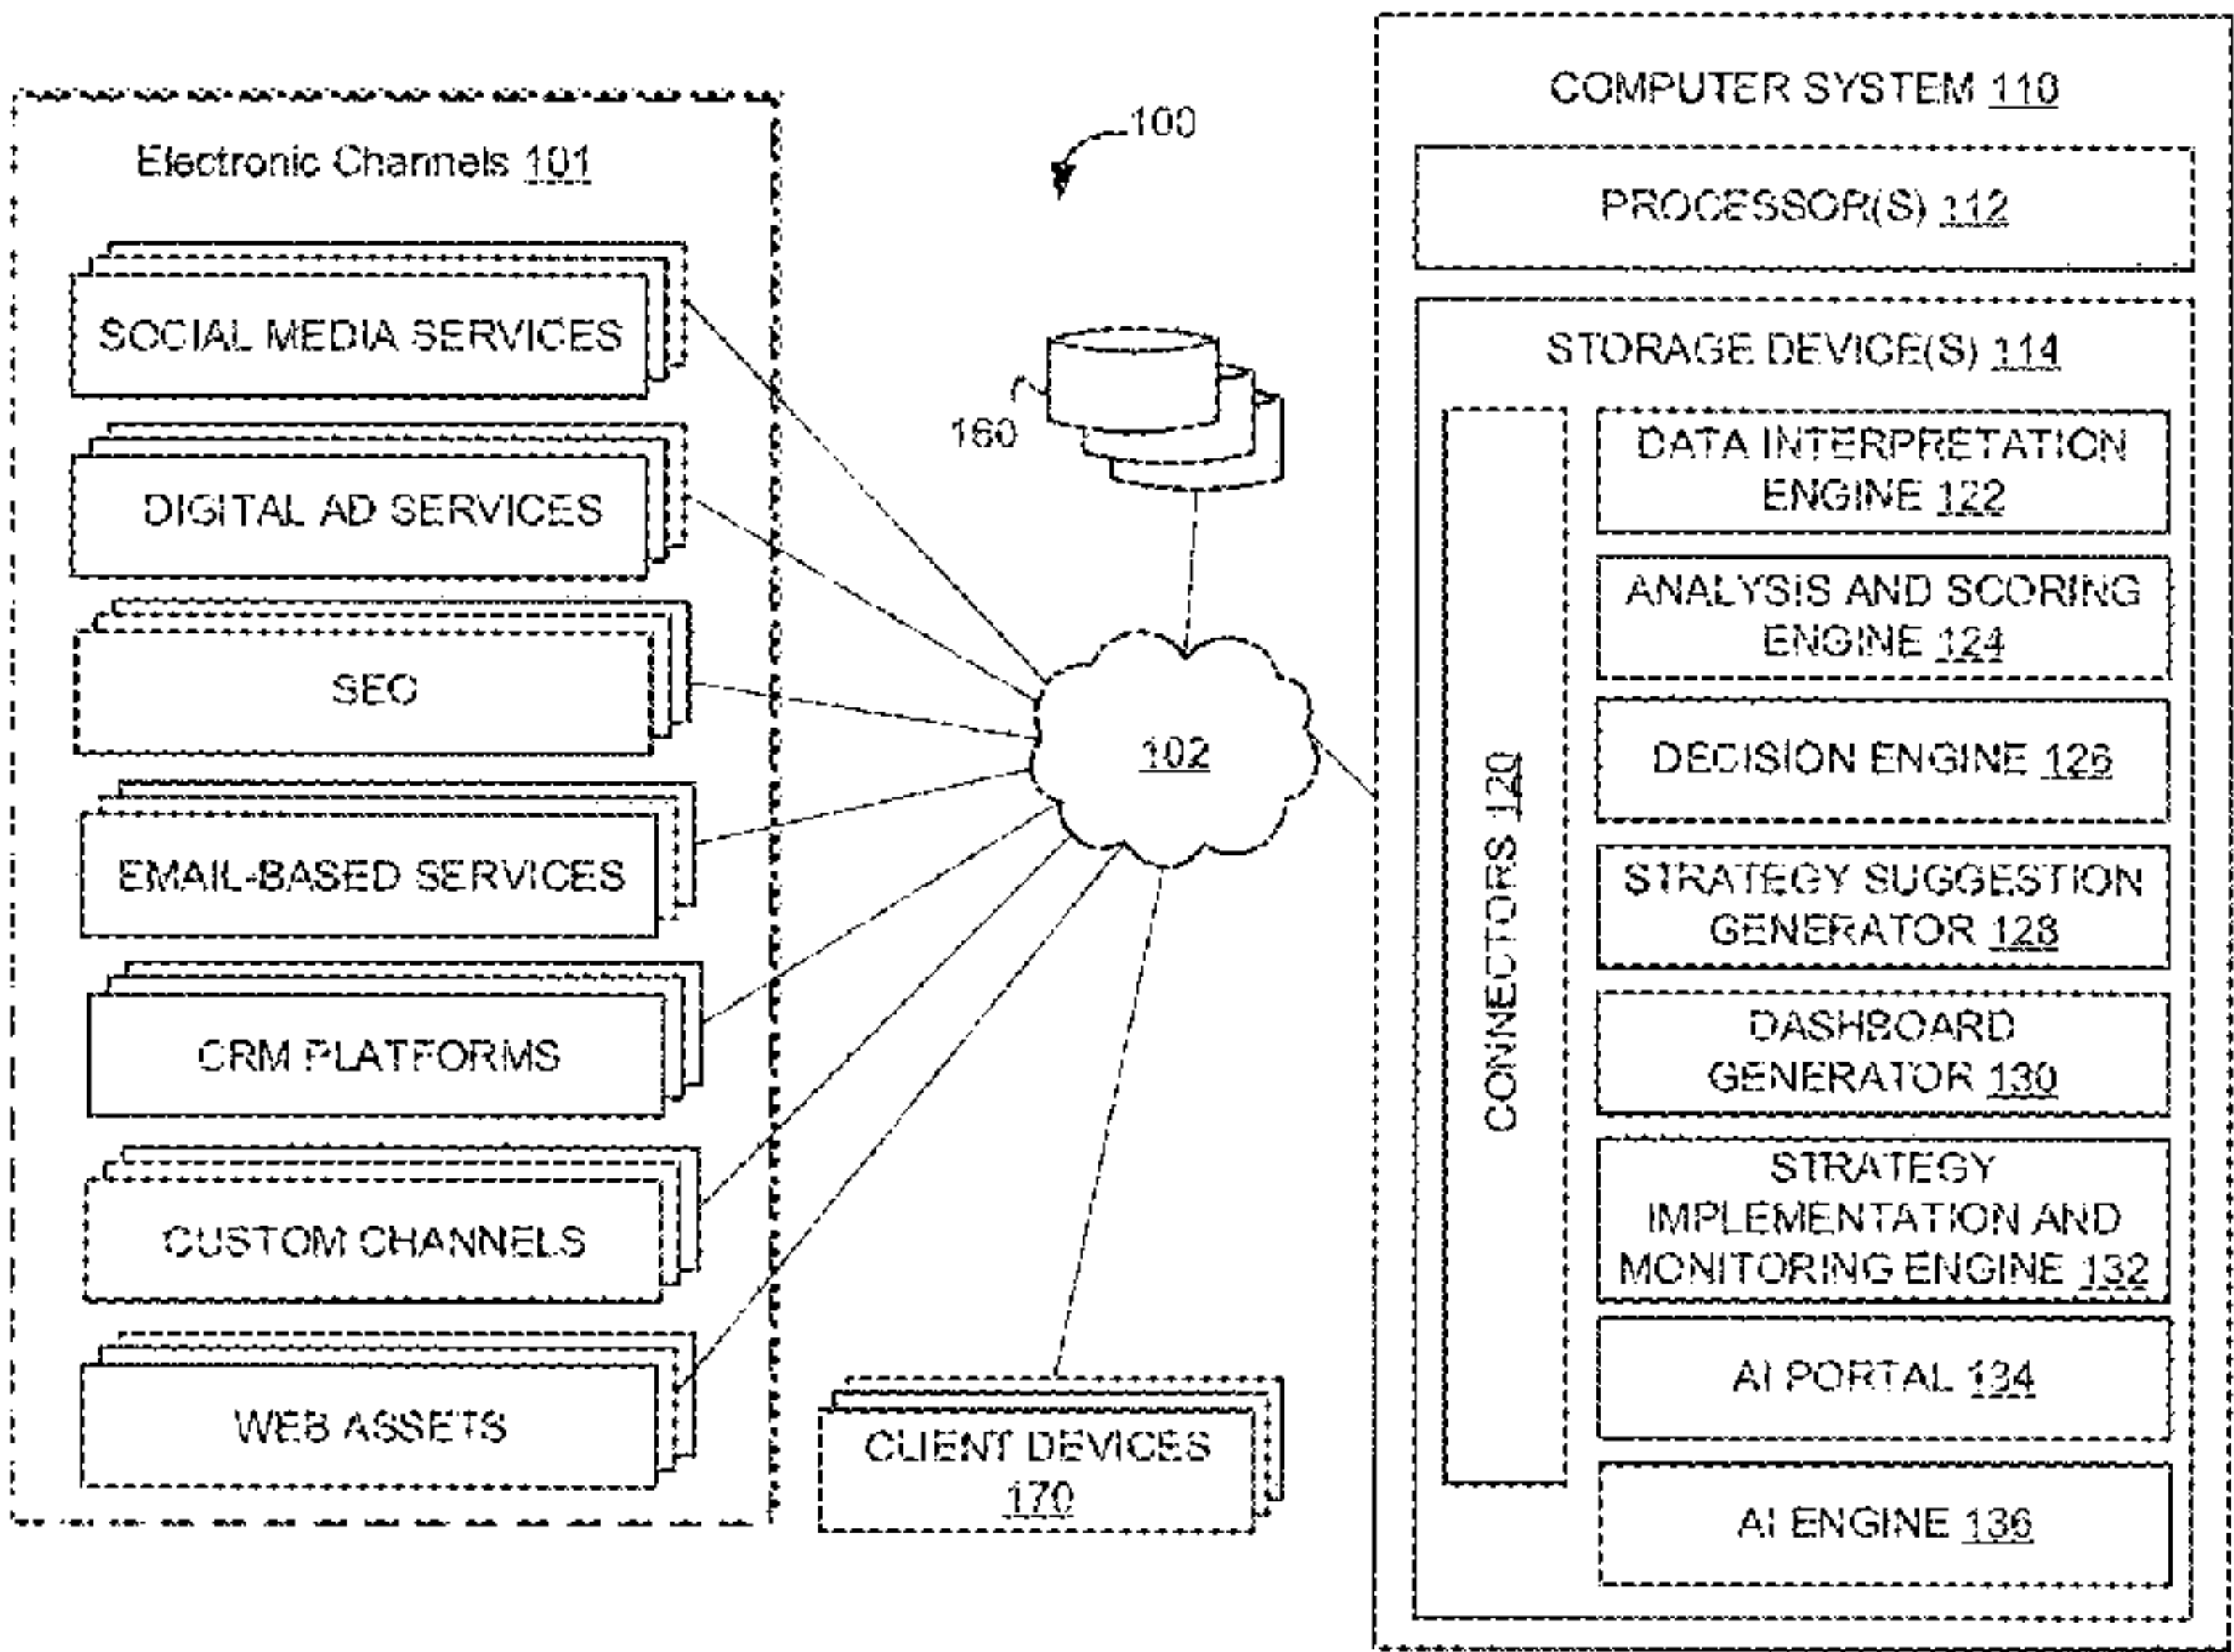 Electronic Channels 101
SOCIAL MEDIA SERVICES
DIGITAL AD SERVICES
SEO
EMAIL-BASED SERVICES
CRM PLATFORMS
CUSTOM CHANNELS
WEB ASSETS
100
160
102
CLIENT DEVICES
170
COMPUTER SYSTEM 110
PROCESSOR(S) 112
STORAGE DEVICE(S) 114
CONNECTORS 120
DATA INTERPRETATION
ENGINE 122
ANALYSIS AND SCORING
ENGINE 124
DECISION ENGINE 126
STRATEGY SUGGESTION
GENERATOR 128
DASHBOARD
GENERATOR 130
STRATEGY
IMPLEMENTATION AND
MONITORING ENGINE 132
AI PORTAL 134
AI ENGINE 136